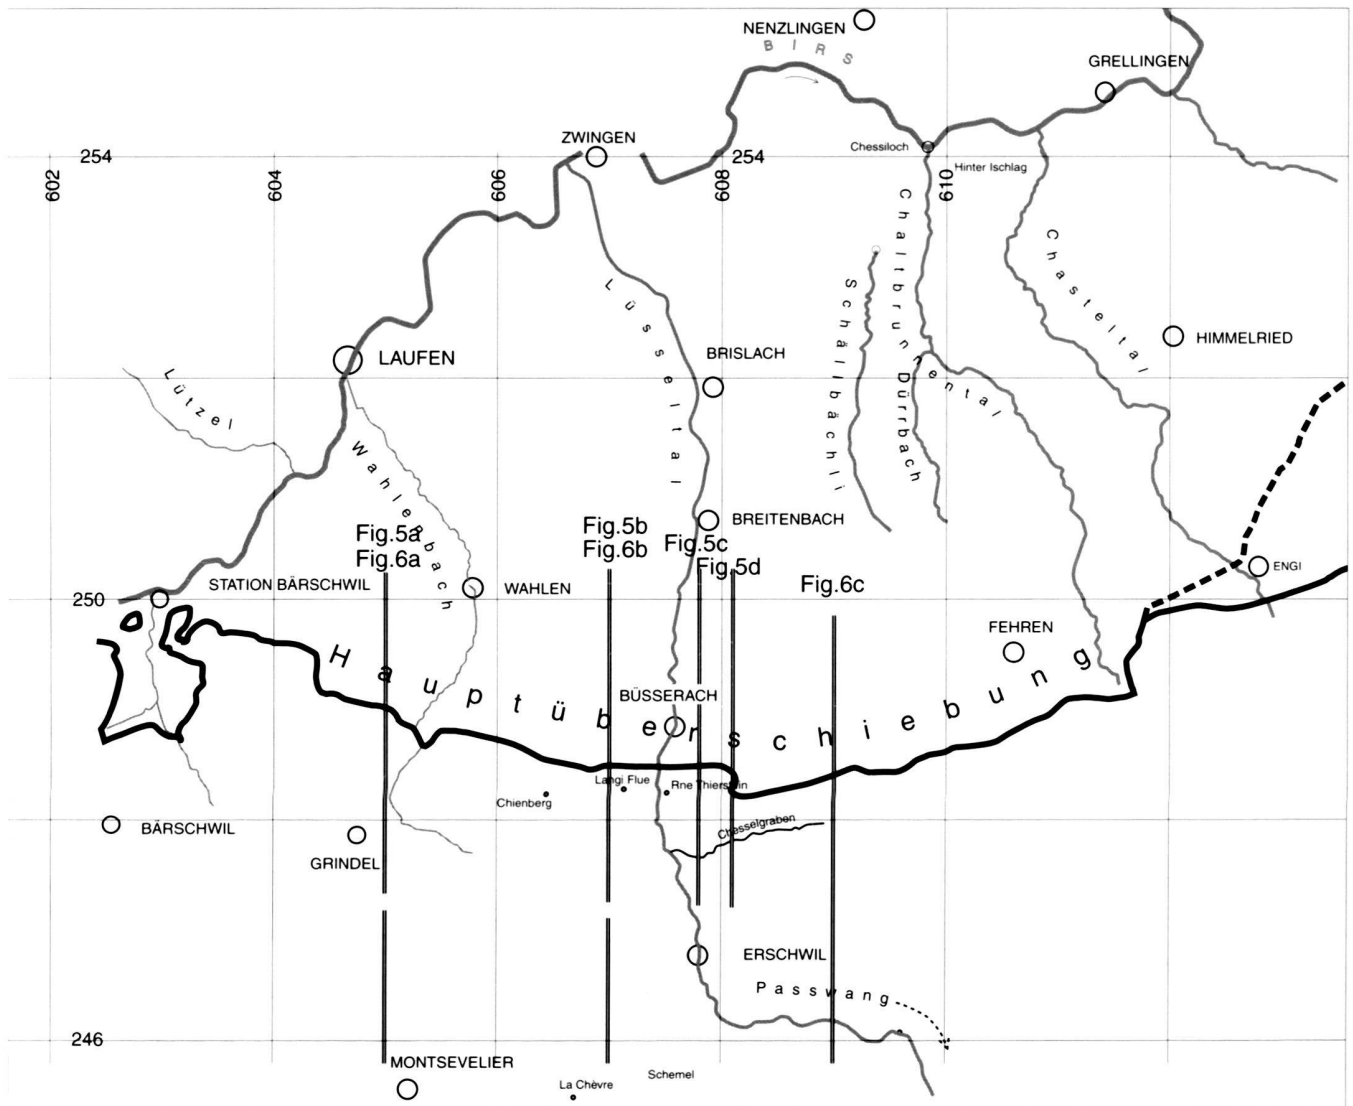 NENZLINGEN
BIRS
GRELLINGEN
ZWINGEN
254
254
Chessiloch
Hinter Ischlag
602
604
606
608
610
Chaltbrunnental
Chasteltal
Schälbächli
Dürrbach
Lüsseltal
HIMMELRIED
BRISLACH
LAUFEN
Lützel
Wahlenbach
BREITENBACH
Fig.5a
Fig.6a
Fig.5b
Fig.6b
Fig.5c
Fig.5d
Fig.6c
STATION BÄRSCHWIL
WAHLEN
ENGI
250
FEHREN
Hauptüberschiebung
BÜSSERACH
Langi Flue
Rne Thierstein
Chienberg
Chesselgraben
BÄRSCHWIL
GRINDEL
ERSCHWIL
Passwang
246
MONTSEVELIER
Schemel
La Chèvre